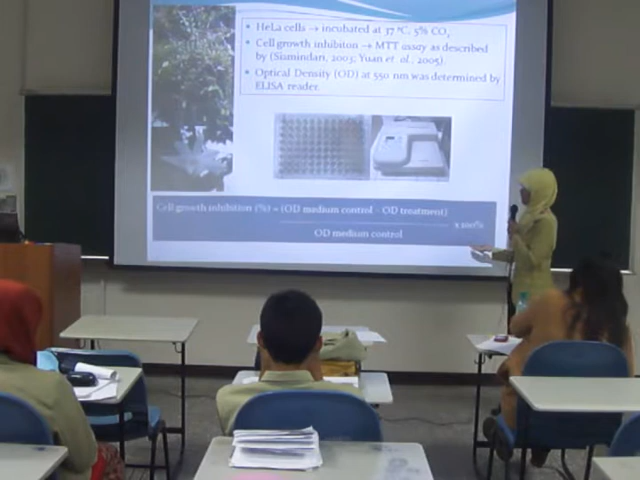 HeLa cells → incubated at 37 °C, 5% CO₂
Cell growth inhibiton → MTT assay as described
by (Siumindan, 2003; Yuan et al., 2005).
Optical Density (OD) at 550 nm was determined by
ELISA reader.
Cell growth inhibition (%) = (OD medium control - OD treatment)
x 100%
OD medium control